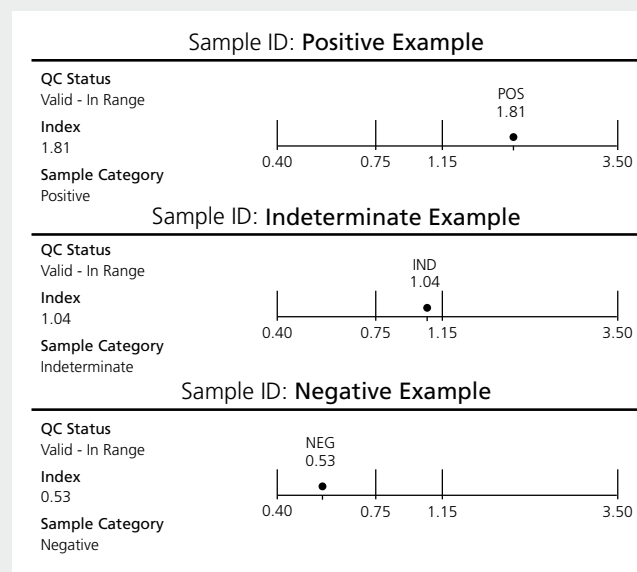 Sample ID: Positive Example
QC Status
Valid - In Range
Index
1.81
Sample Category
Positive
POS
1.81
0.40 0.75 1.15 3.50
Sample ID: Indeterminate Example
QC Status
Valid - In Range
Index
1.04
Sample Category
Indeterminate
IND
1.04
0.40 0.75 1.15 3.50
Sample ID: Negative Example
QC Status
Valid - In Range
Index
0.53
Sample Category
Negative
NEG
0.53
0.40 0.75 1.15 3.50